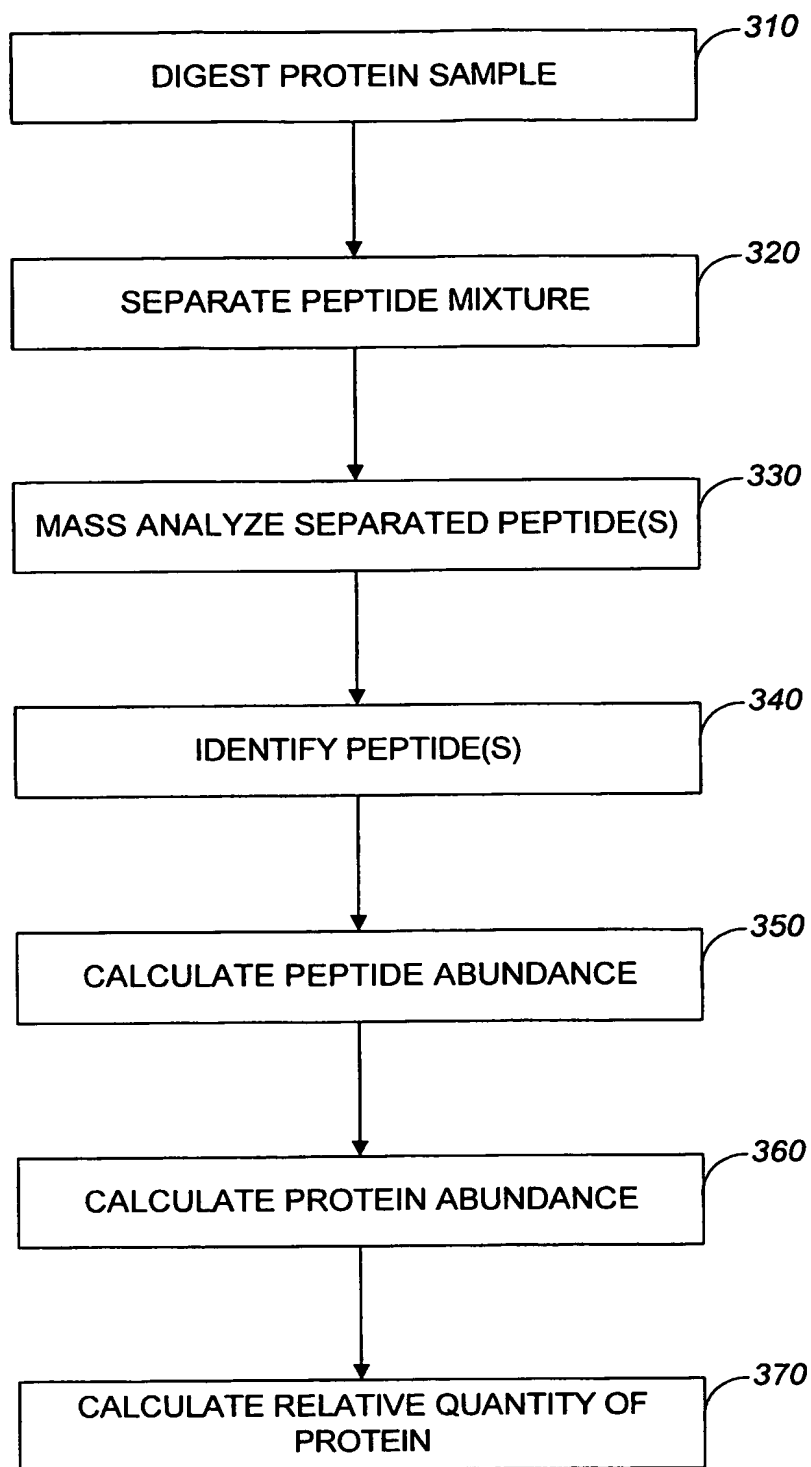 310
DIGEST PROTEIN SAMPLE
320
SEPARATE PEPTIDE MIXTURE
330
MASS ANALYZE SEPARATED PEPTIDE(S)
340
IDENTIFY PEPTIDE(S)
350
CALCULATE PEPTIDE ABUNDANCE
360
CALCULATE PROTEIN ABUNDANCE
370
CALCULATE RELATIVE QUANTITY OF
PROTEIN